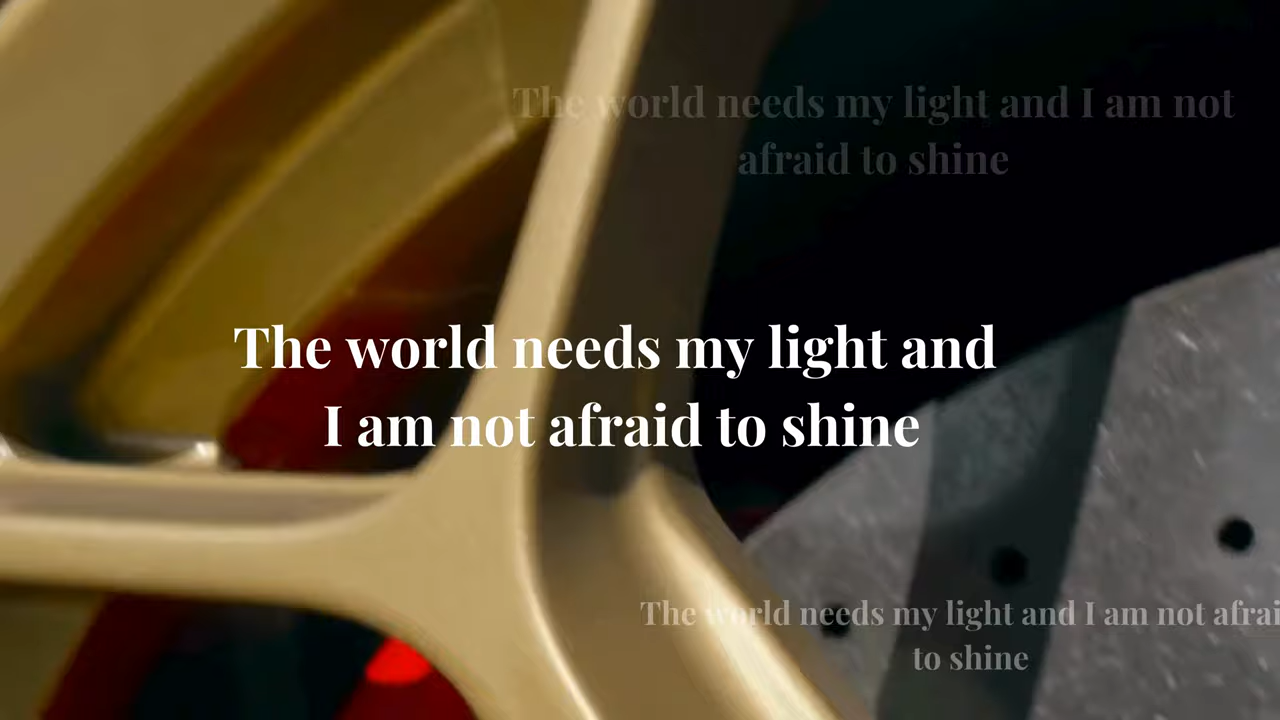 The world needs my light and I am not
afraid to shine
The world needs my light and
I am not afraid to shine
The world needs my light and I am not afrai
to shine